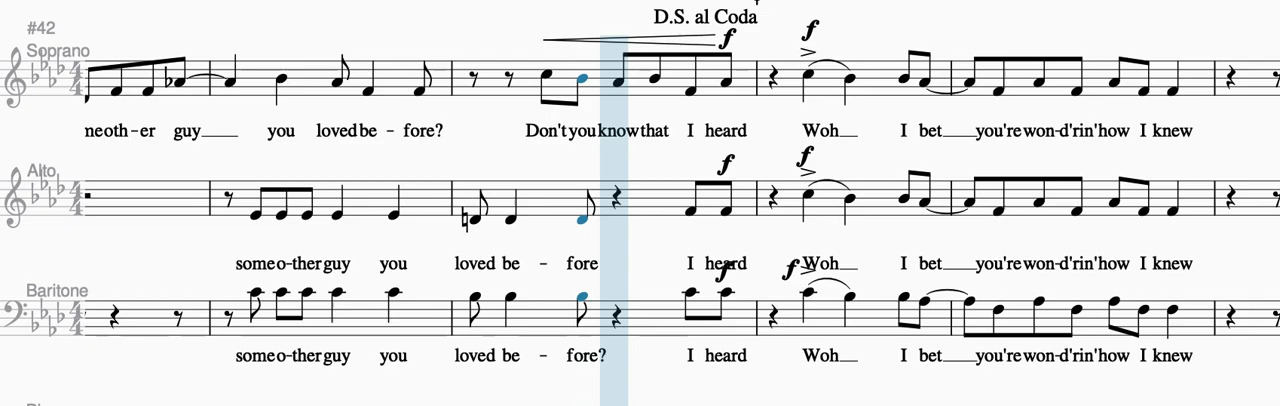 D.S. al Coda
#42
Soprano
f f
neoth-er guy you loved be - fore? Don't you know that I heard Woh I bet you're won-d'rin' how I knew
Alto
f f
some o-ther guy you loved be - fore I heard Woh I bet you're won-d'rin' how I knew
Baritone
f f
some o-ther guy you loved be - fore? I heard Woh I bet you're won-d'rin' how I knew